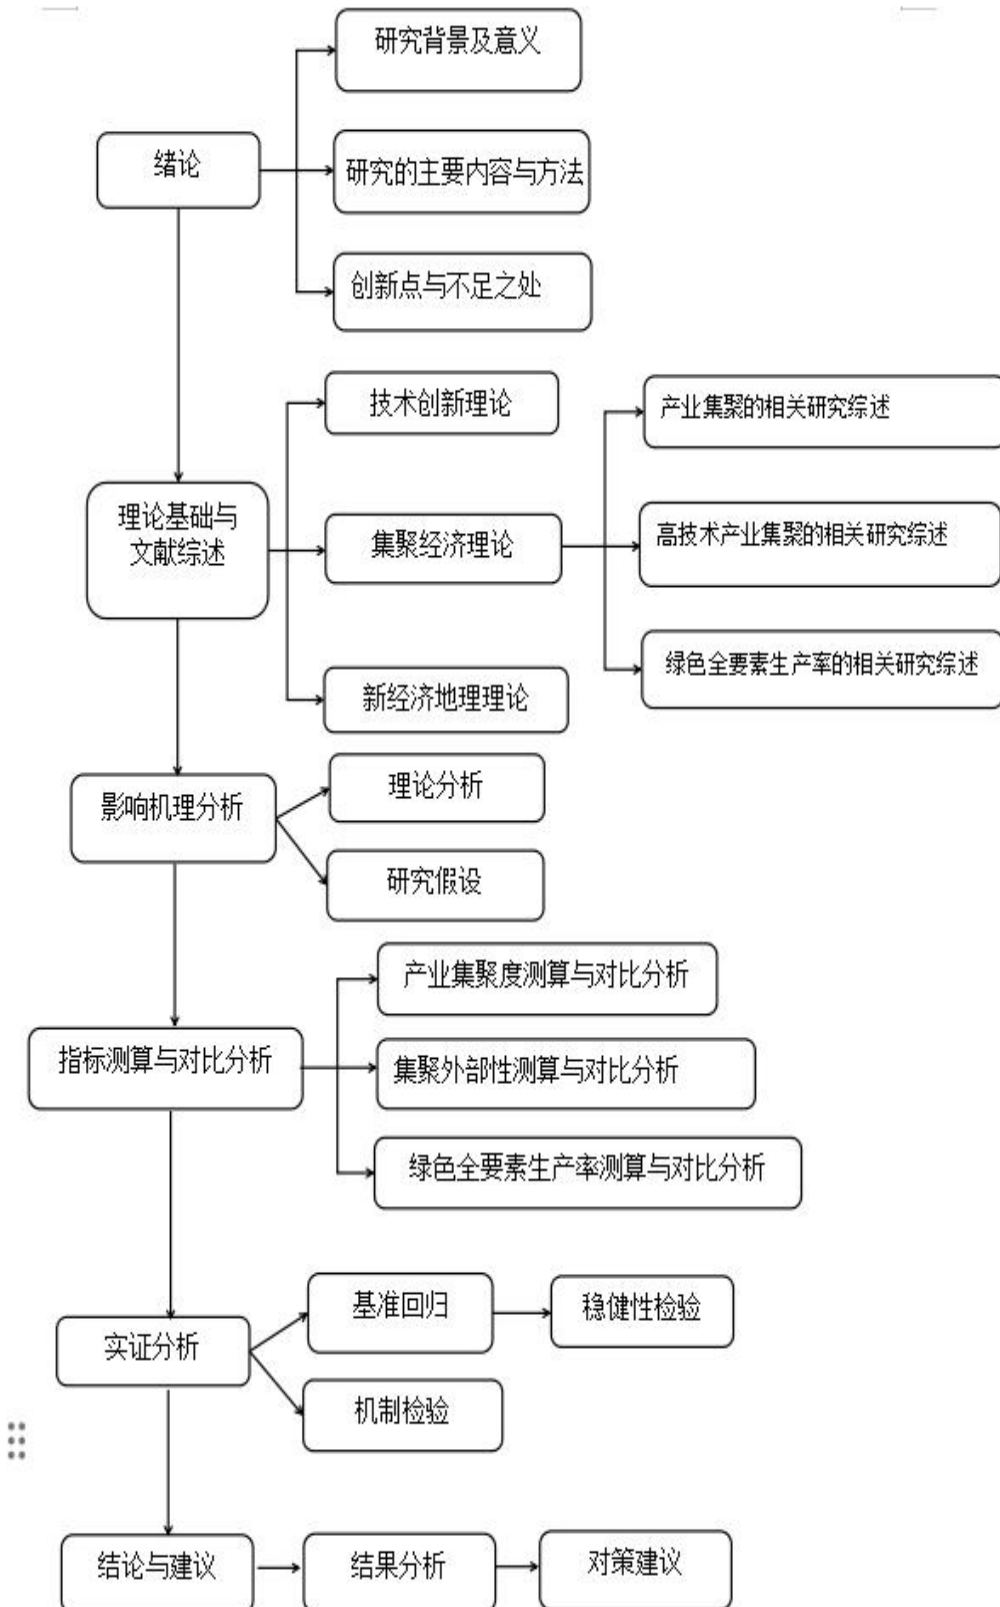 研究背景及意义
绪论
研究的主要内容与方法
创新点与不足之处
技术创新理论
产业集聚的相关研究综述
理论基础与
文献综述
集聚经济理论
高技术产业集聚的相关研究综述
绿色全要素生产率的相关研究综述
新经济地理理论
影响机理分析
理论分析
研究假设
产业集聚度测算与对比分析
指标测算与对比分析
集聚外部性测算与对比分析
绿色全要素生产率测算与对比分析
基准回归
稳健性检验
实证分析
机制检验
结论与建议
结果分析
对策建议